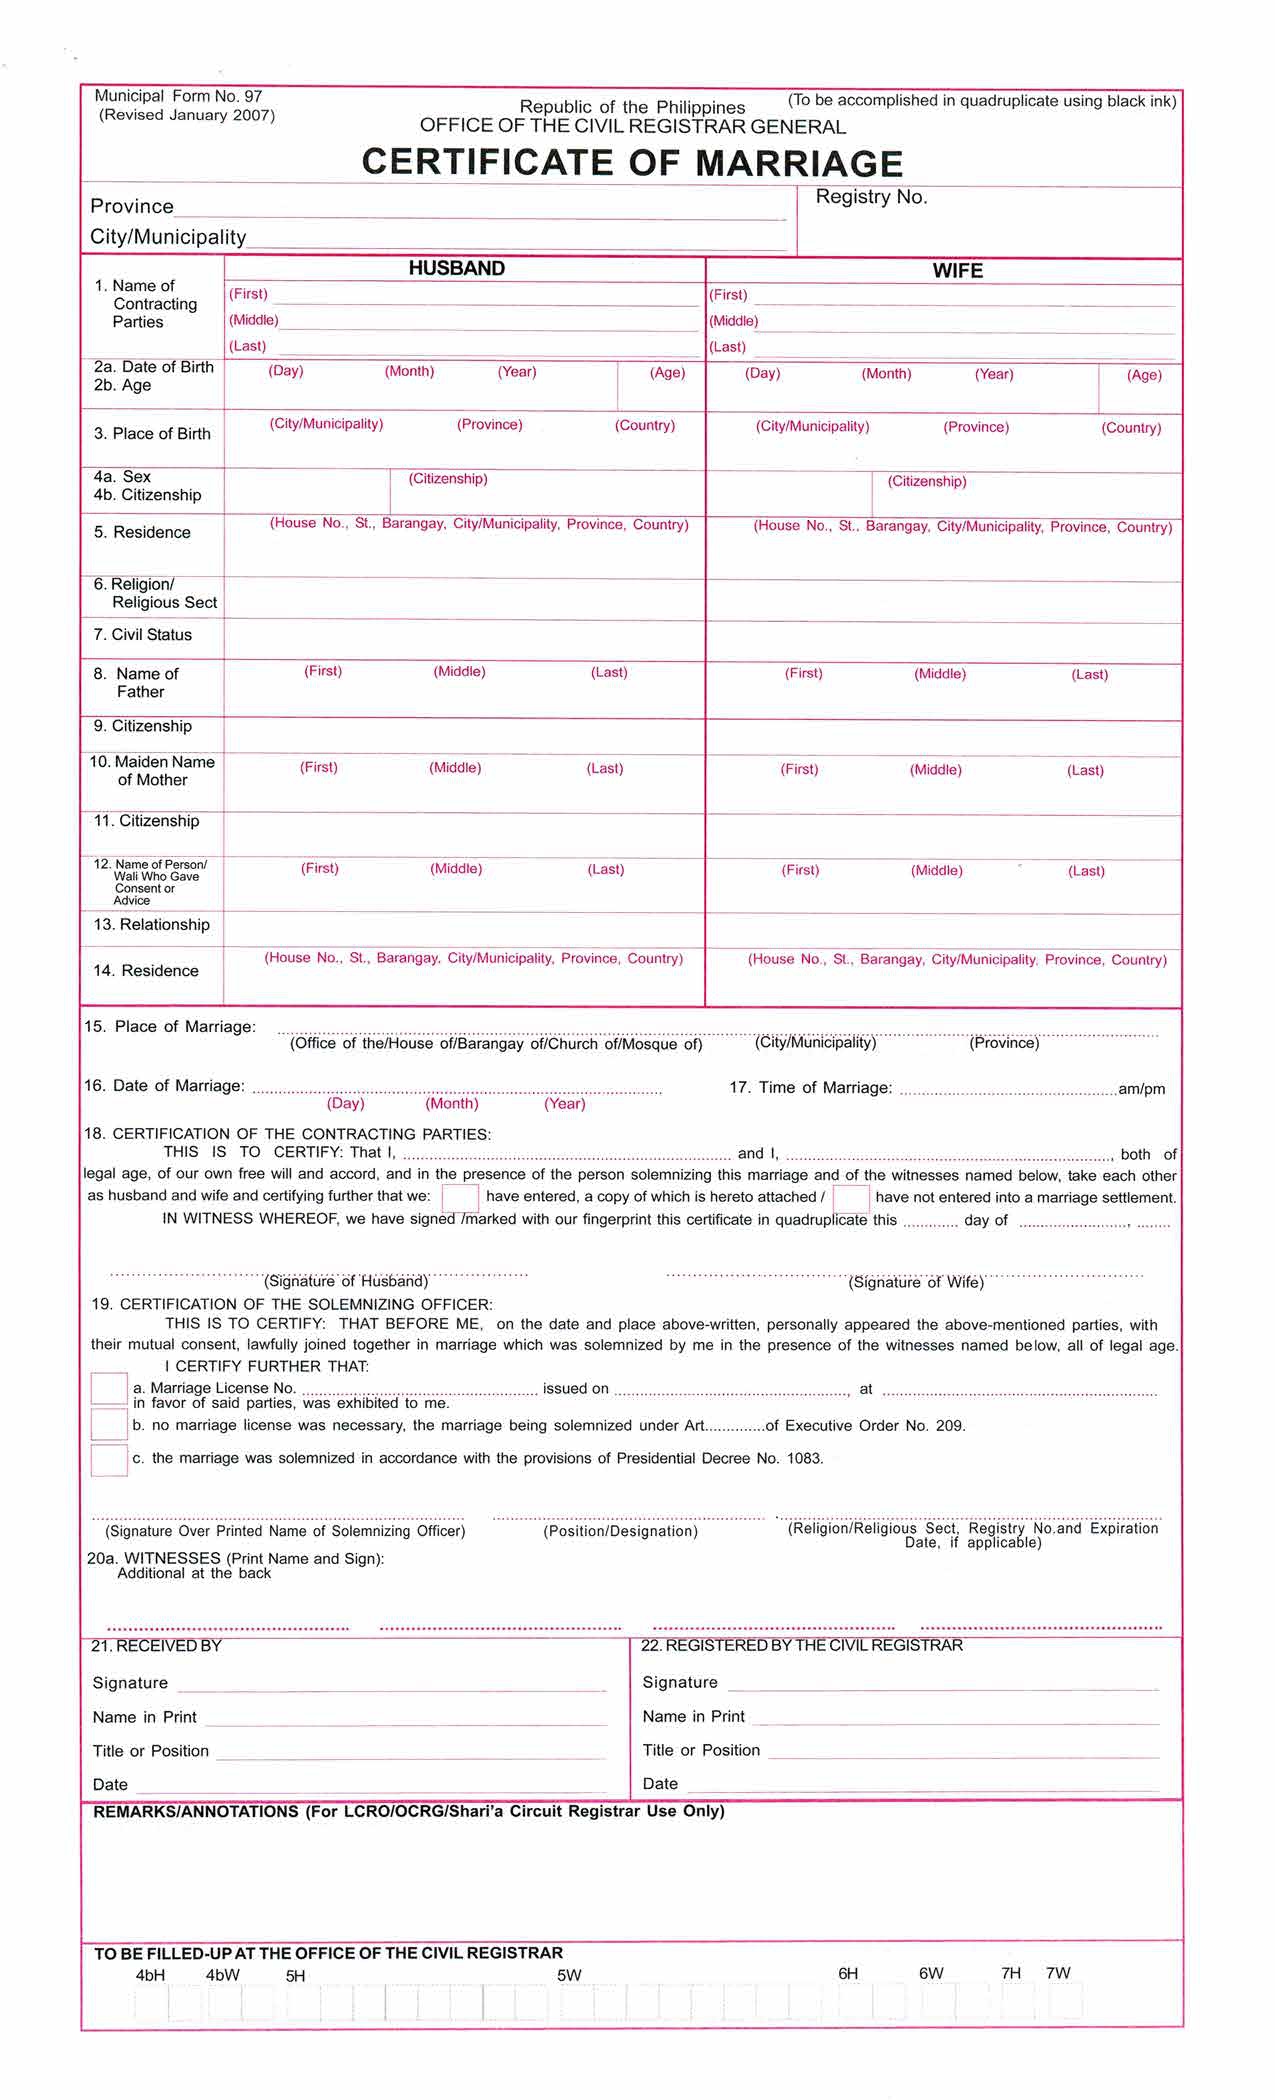 Municipal Form No. 97
(Revised January 2007)
(To be accomplished in quadruplicate using black ink)
Republic of the Philippines
OFFICE OF THE CIVIL REGISTRAR GENERAL
CERTIFICATE OF MARRIAGE
Province
Registry No.
City/Municipality
HUSBAND WIFE
1. Name of Contracting Parties
(First) (First)
(Middle) (Middle)
(Last) (Last)
2a. Date of Birth (Day) (Month) (Year) (Age) (Day) (Month) (Year) (Age)
2b. Age
3. Place of Birth (City/Municipality) (Province) (Country) (City/Municipality) (Province) (Country)
4a. Sex (Citizenship) (Citizenship)
4b. Citizenship
5. Residence (House No., St., Barangay, City/Municipality, Province, Country) (House No., St., Barangay, City/Municipality, Province, Country)
6. Religion/
Religious Sect
7. Civil Status
8. Name of (First) (Middle) (Last) (First) (Middle) (Last)
Father
9. Citizenship
10. Maiden Name (First) (Middle) (Last) (First) (Middle) (Last)
of Mother
11. Citizenship
12. Name of Person/ (First) (Middle) (Last) (First) (Middle) (Last)
Wali Who Gave
Consent or
Advice
13. Relationship
14. Residence (House No., St., Barangay, City/Municipality, Province, Country) (House No., St., Barangay, City/Municipality, Province, Country)
15. Place of Marriage:
(Office of the/House of/Barangay of/Church of/Mosque of) (City/Municipality) (Province)
16. Date of Marriage: 17. Time of Marriage: am/pm
(Day) (Month) (Year)
18. CERTIFICATION OF THE CONTRACTING PARTIES:
THIS IS TO CERTIFY: That I, and I, , both of
legal age, of our own free will and accord, and in the presence of the person solemnizing this marriage and of the witnesses named below, take each other
as husband and wife and certifying further that we: have entered, a copy of which is hereto attached / have not entered into a marriage settlement.
IN WITNESS WHEREOF, we have signed /marked with our fingerprint this certificate in quadruplicate this day of ,
(Signature of Husband) (Signature of Wife)
19. CERTIFICATION OF THE SOLEMNIZING OFFICER:
THIS IS TO CERTIFY: THAT BEFORE ME, on the date and place above-written, personally appeared the above-mentioned parties, with
their mutual consent, lawfully joined together in marriage which was solemnized by me in the presence of the witnesses named below, all of legal age.
I CERTIFY FURTHER THAT:
a. Marriage License No. issued on , at
in favor of said parties, was exhibited to me.
b. no marriage license was necessary, the marriage being solemnized under Art..............of Executive Order No. 209.
c. the marriage was solemnized in accordance with the provisions of Presidential Decree No. 1083.
(Signature Over Printed Name of Solemnizing Officer) (Position/Designation) (Religion/Religious Sect, Registry No.and Expiration
Date, if applicable)
20a. WITNESSES (Print Name and Sign):
Additional at the back
21. RECEIVED BY 22. REGISTERED BY THE CIVIL REGISTRAR
Signature Signature
Name in Print Name in Print
Title or Position Title or Position
Date Date
REMARKS/ANNOTATIONS (For LCRO/OCRG/Shari'a Circuit Registrar Use Only)
TO BE FILLED-UP AT THE OFFICE OF THE CIVIL REGISTRAR
4bH 4bW 5H 5W 6H 6W 7H 7W